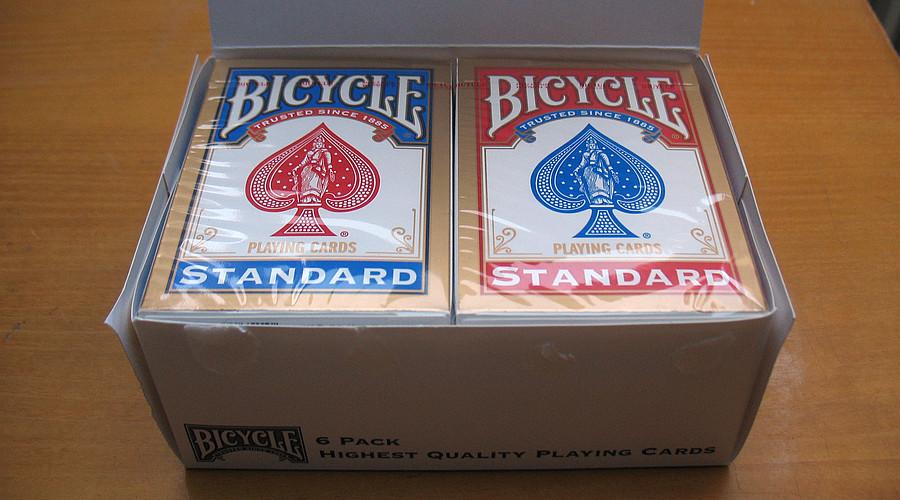 BICYCLE
TRUSTED SINCE 1885
®
PLAYING CARDS
STANDARD
BICYCLE
TRUSTED SINCE 1885
®
PLAYING CARDS
STANDARD
BICYCLE
6 PACK
HIGHEST QUALITY PLAYING CARDS